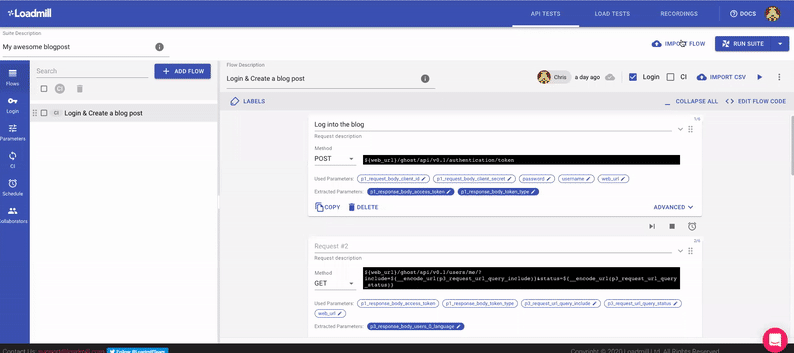 Loadmill
API TESTS
LOAD TESTS
RECORDINGS
DOCS
Suite Description
My awesome blogpost
IMPORT FLOW
RUN SUITE
Flows
Login
Parameters
CI
Schedule
Collaborators
Search
ADD FLOW
CI
Login & Create a blog post
Flow Description
Login & Create a blog post
Chris
a day ago
Login
CI
IMPORT CSV
LABELS
COLLAPSE ALL
EDIT FLOW CODE
Log into the blog
1/6
Request description
Method
POST
${web_url}/ghost/api/v0.1/authentication/token
Used Parameters:
p1_request_body_client_id
p1_request_body_client_secret
password
username
web_url
Extracted Parameters:
p1_response_body_access_token
p1_response_body_token_type
COPY
DELETE
ADVANCED
Request #2
2/6
Request description
Method
GET
${web_url}/ghost/api/v0.1/users/me/?
include=${__encode_url(p3_request_url_query_include)}&status=${__encode_url(p3_request_url_query
_status)}
Used Parameters:
p1_response_body_access_token
p1_response_body_token_type
p3_request_url_query_include
p3_request_url_query_status
web_url
Extracted Parameters:
p3_response_body_users_0_language
Follow @LoadmillTown
Copyright © 2020 Loadmill Ltd. All Rights Reserved.